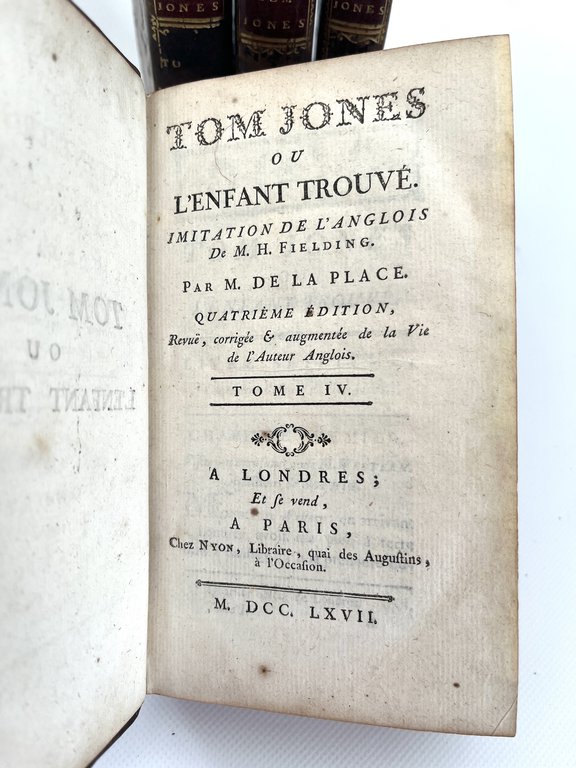 JONES
TOM
JONES
JONES
TOM JONES
OU
L'ENFANT TROUVÉ.
IMITATION DE L'ANGLOIS
De M. H. FIELDING.
PAR M. DE LA PLACE.
QUATRIÈME ÉDITION,
Revuë, corrigée & augmentée de la Vie
de l'Auteur Anglois.
TOME IV.
A LONDRES;
Et se vend,
A PARIS,
Chez NYON, Libraire, quai des Augustins,
à l'Occasion.
M. DCC. LXVII.